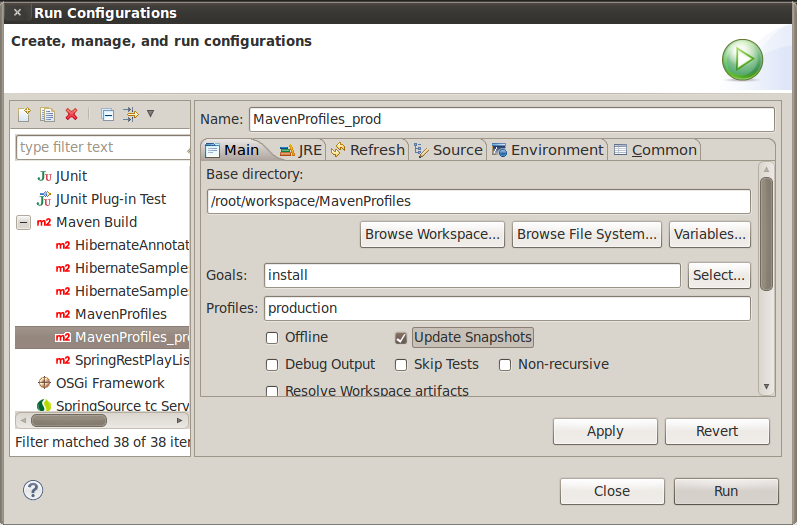 Run Configurations
Create, manage, and run configurations
type filter text
JUnit
JUnit Plug-in Test
Maven Build
m2 HibernateAnnotat
m2 HibernateSample
m2 HibernateSample
m2 MavenProfiles
m2 MavenProfiles_pr
m2 SpringRestPlayLis
OSGi Framework
SpringSource tc Serv
Filter matched 38 of 38 iter
Name: MavenProfiles_prod
Main JRE Refresh Source Environment Common
Base directory:
/root/workspace/MavenProfiles
Browse Workspace... Browse File System... Variables...
Goals: install Select...
Profiles: production
Offline Update Snapshots
Debug Output Skip Tests Non-recursive
Resolve Workspace artifacts
Apply Revert
? Close Run